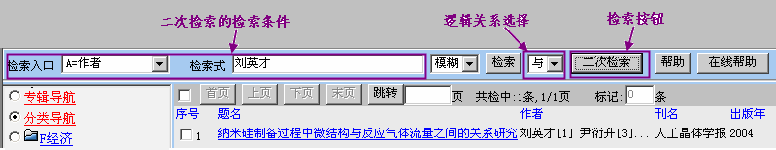 二次检索的检索条件 逻辑关系选择 检索按钮
检索入口 A=作者 检索式 刘英才 模糊 检索 与 二次检索 帮助 在线帮助
专辑导航 首页 上页 下页 末页 跳转 页 共检中:1条,1/1页 标记: 0 条
分类导航 序号 题名 作者 刊名 出版年
F经济 1 纳米硅制备过程中微结构与反应气体流量之间的关系研究 刘英才[1] 尹衍升[3]... 人工晶体学报 2004